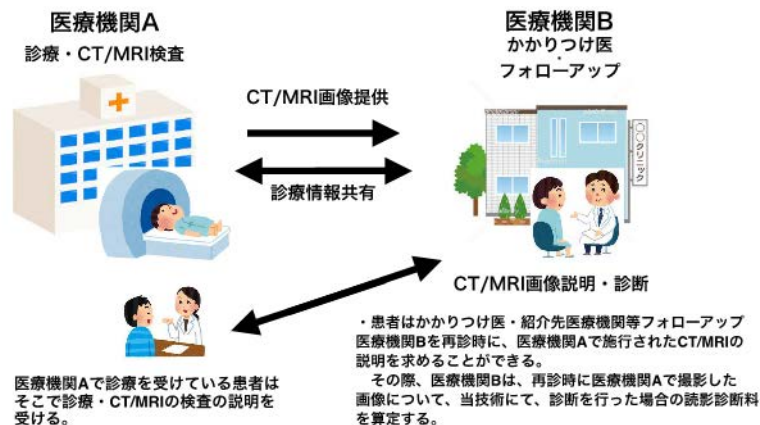 医療機関A
診療・CT/MRI検査
医療機関B
かかりつけ医
・
フォローアップ
CT/MRI画像提供
診療情報共有
○○クリニック
CT/MRI画像説明・診断
医療機関Aで診療を受けている患者は
そこで診療・CT/MRIの検査の説明を
受ける。
・患者はかかりつけ医・紹介先医療機関等フォローアップ
医療機関Bを再診時に、医療機関Aで施行されたCT/MRIの
説明を求めることができる。
その際、医療機関Bは、再診時に医療機関Aで撮影した
画像について、当技術にて、診断を行った場合の読影診断料
を算定する。